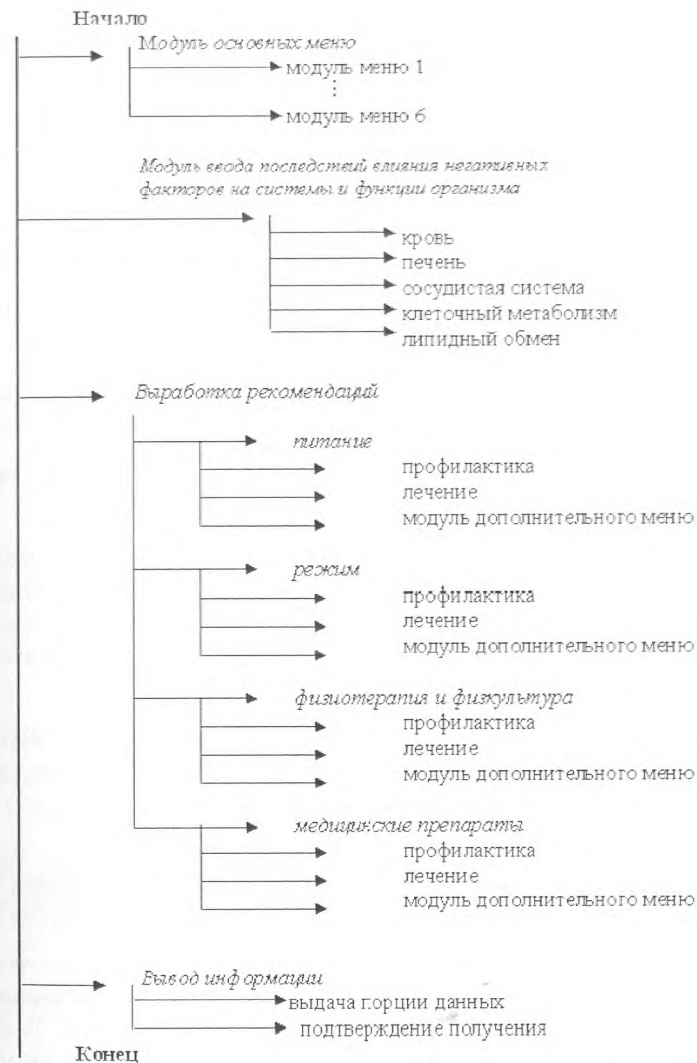 Начало
Модуль основных меню
модуль меню 1
⋮
модуль меню 6
Модуль ввода последствий влияния негативных
факторов на системы и функции организма
кровь
печень
сосудистая система
клеточный метаболизм
липидный обмен
Выработка рекомендаций
питание
профилактика
лечение
модуль дополнительного меню
режим
профилактика
лечение
модуль дополнительного меню
физиотерапия и физкультура
профилактика
лечение
модуль дополнительного меню
медицинские препараты
профилактика
лечение
модуль дополнительного меню
Вывод информации
выдача порции данных
подтверждение получения
Конец